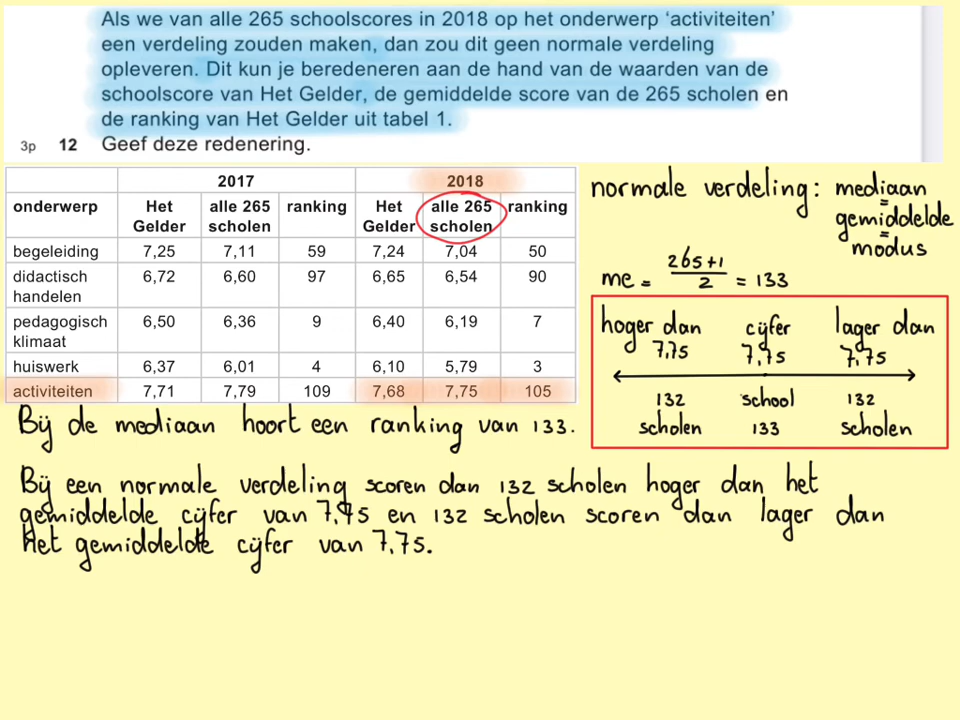 Als we van alle 265 schoolscores in 2018 op het onderwerp ‘activiteiten’
een verdeling zouden maken, dan zou dit geen normale verdeling
opleveren. Dit kun je beredeneren aan de hand van de waarden van de
schoolscore van Het Gelder, de gemiddelde score van de 265 scholen en
de ranking van Het Gelder uit tabel 1.
3p 12 Geef deze redenering.
2017 2018
onderwerp Het Gelder alle 265 scholen ranking Het Gelder alle 265 scholen ranking
begeleiding 7,25 7,11 59 7,24 7,04 50
didactisch handelen 6,72 6,60 97 6,65 6,54 90
pedagogisch klimaat 6,50 6,36 9 6,40 6,19 7
huiswerk 6,37 6,01 4 6,10 5,79 3
activiteiten 7,71 7,79 109 7,68 7,75 105
normale verdeling: mediaan
=
gemiddelde
=
modus
me = 265+1 / 2 = 133
hoger dan 7,75 cijfer 7,75 lager dan 7,75
132 scholen school 133 132 scholen
Bij de mediaan hoort een ranking van 133.
Bij een normale verdeling scoren dan 132 scholen hoger dan het
gemiddelde cijfer van 7,75 en 132 scholen scoren dan lager dan
het gemiddelde cijfer van 7,75.